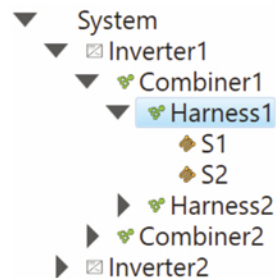 System
Inverter1
Combiner1
Harness1
S1
S2
Harness2
Combiner2
Inverter2